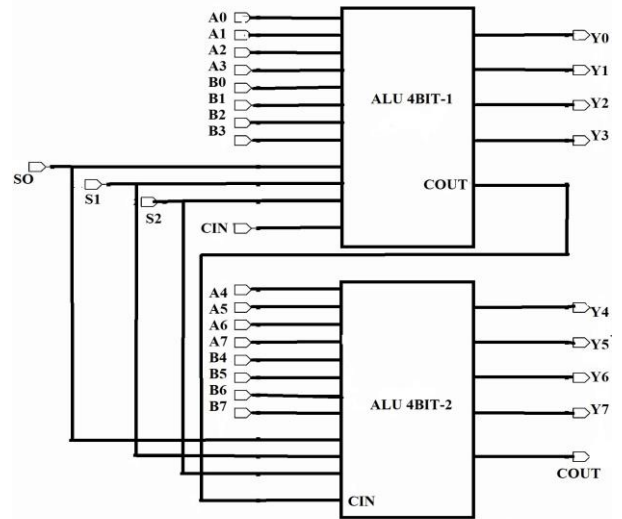 A0
A1
A2
A3
B0
B1
B2
B3
ALU 4BIT-1
Y0
Y1
Y2
Y3
COUT
SO
S1
S2
CIN
A4
A5
A6
A7
B4
B5
B6
B7
ALU 4BIT-2
Y4
Y5
Y6
Y7
COUT
CIN